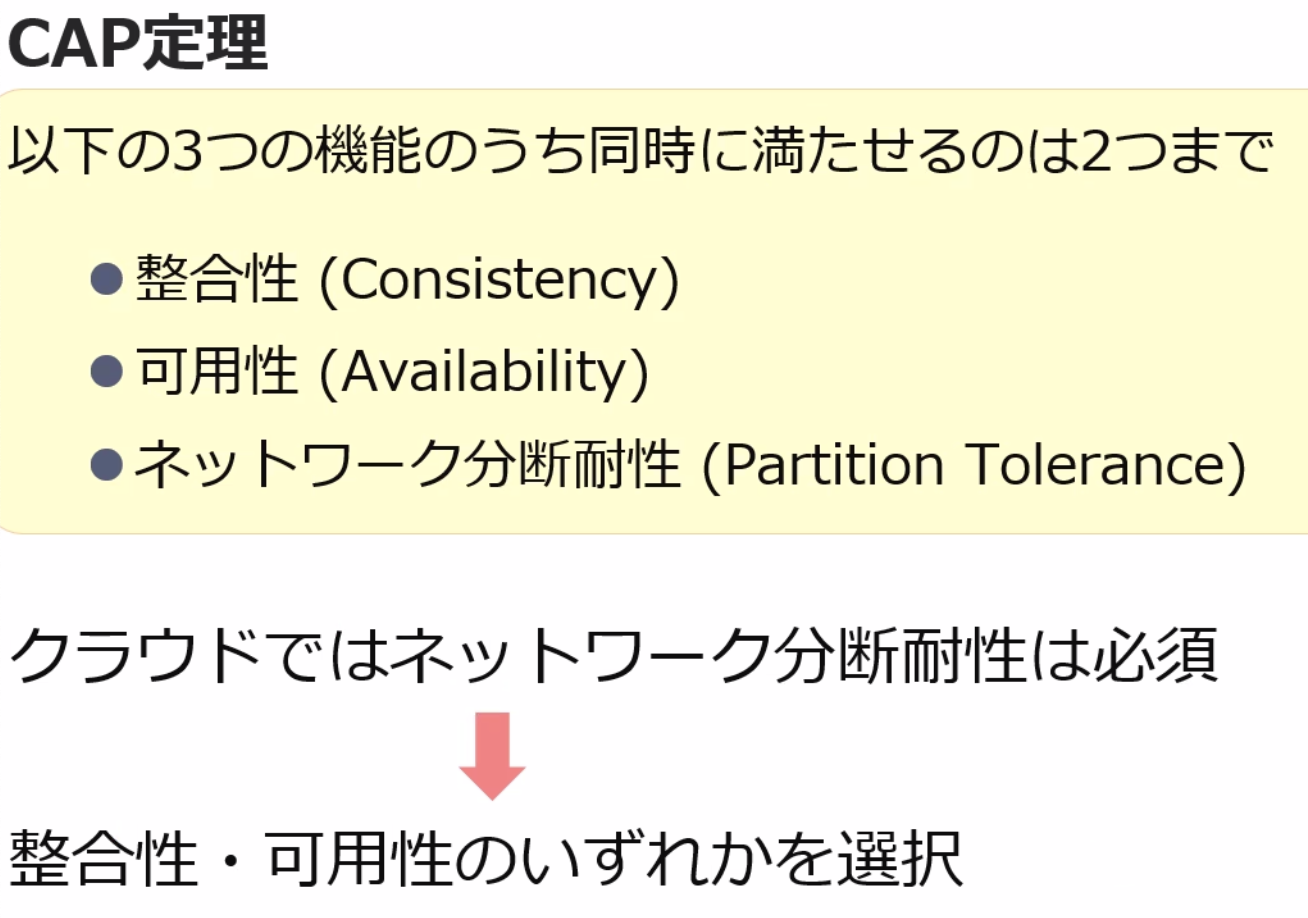 CAP定理
以下の3つの機能のうち同時に満たせるのは2つまで
●整合性 (Consistency)
●可用性 (Availability)
●ネットワーク分断耐性 (Partition Tolerance)
クラウドではネットワーク分断耐性は必須
整合性・可用性のいずれかを選択